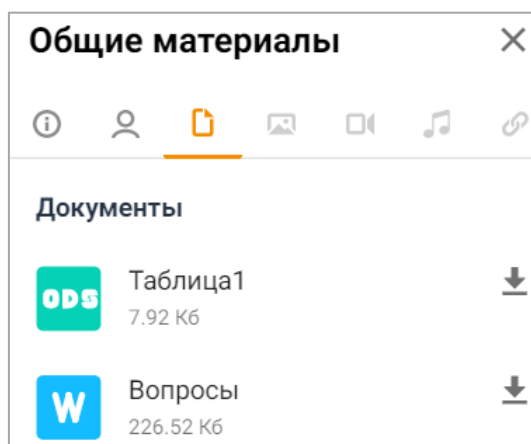 Общие материалы
Документы
ODS
Таблица1
7.92 Кб
W
Вопросы
226.52 Кб